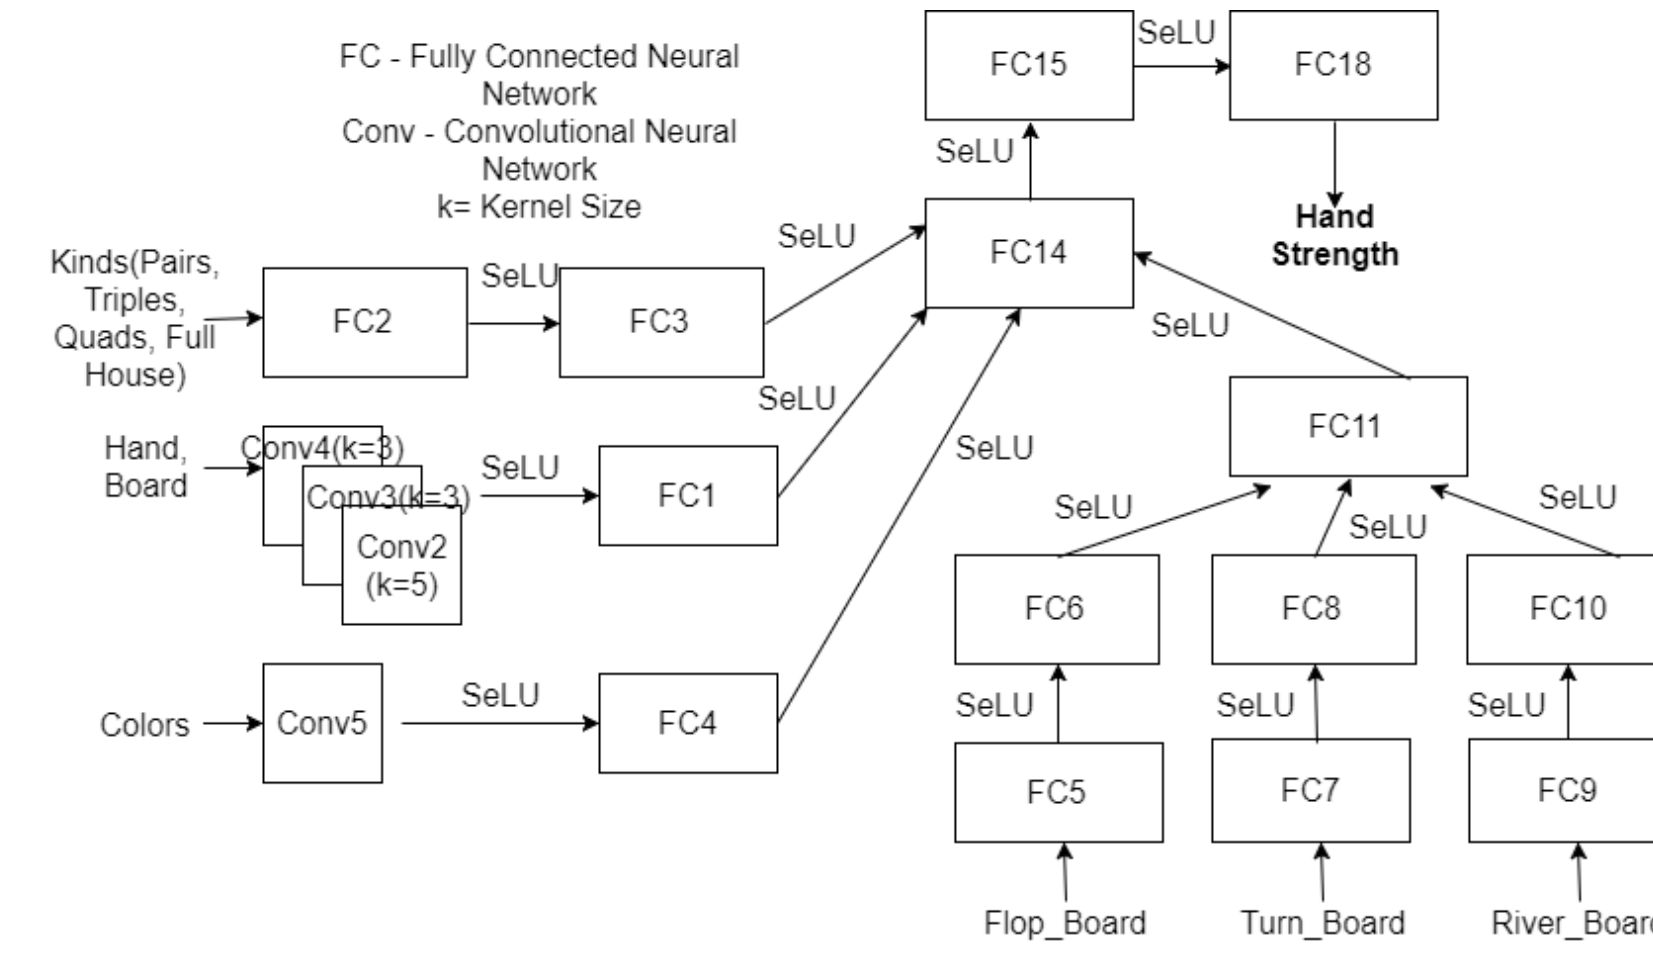 FC - Fully Connected Neural
Network
Conv - Convolutional Neural
Network
k= Kernel Size
FC15
SeLU
FC18
SeLU
Hand
Strength
FC14
SeLU
SeLU
Kinds(Pairs,
Triples,
Quads, Full
House)
FC2
SeLU
FC3
SeLU
Hand,
Board
Conv4(k=3)
Conv3(k=3)
Conv2
(k=5)
SeLU
FC1
SeLU
Colors
Conv5
SeLU
FC4
FC11
SeLU
SeLU
SeLU
FC6
FC8
FC10
SeLU
SeLU
SeLU
FC5
FC7
FC9
Flop_Board
Turn_Board